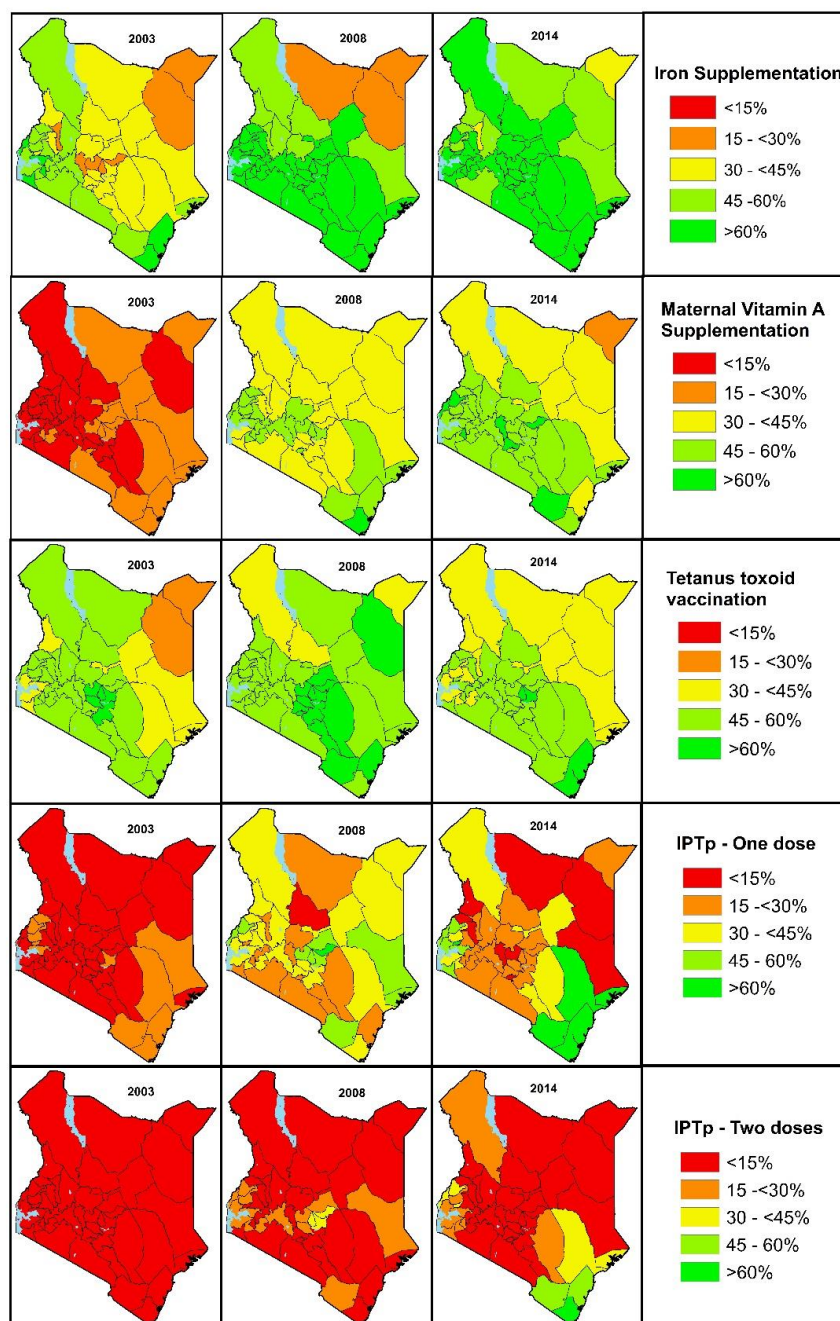 2003
2008
2014
Iron Supplementation
<15%
15 - <30%
30 - <45%
45 -60%
>60%
2003
2008
2014
Maternal Vitamin A
Supplementation
<15%
15 - <30%
30 - <45%
45 - 60%
>60%
2003
2008
2014
Tetanus toxoid
vaccination
<15%
15 - <30%
30 - <45%
45 - 60%
>60%
2003
2008
2014
IPTp - One dose
<15%
15 -<30%
30 - <45%
45 - 60%
>60%
2003
2008
2014
IPTp - Two doses
<15%
15 - <30%
30 - <45%
45 - 60%
>60%